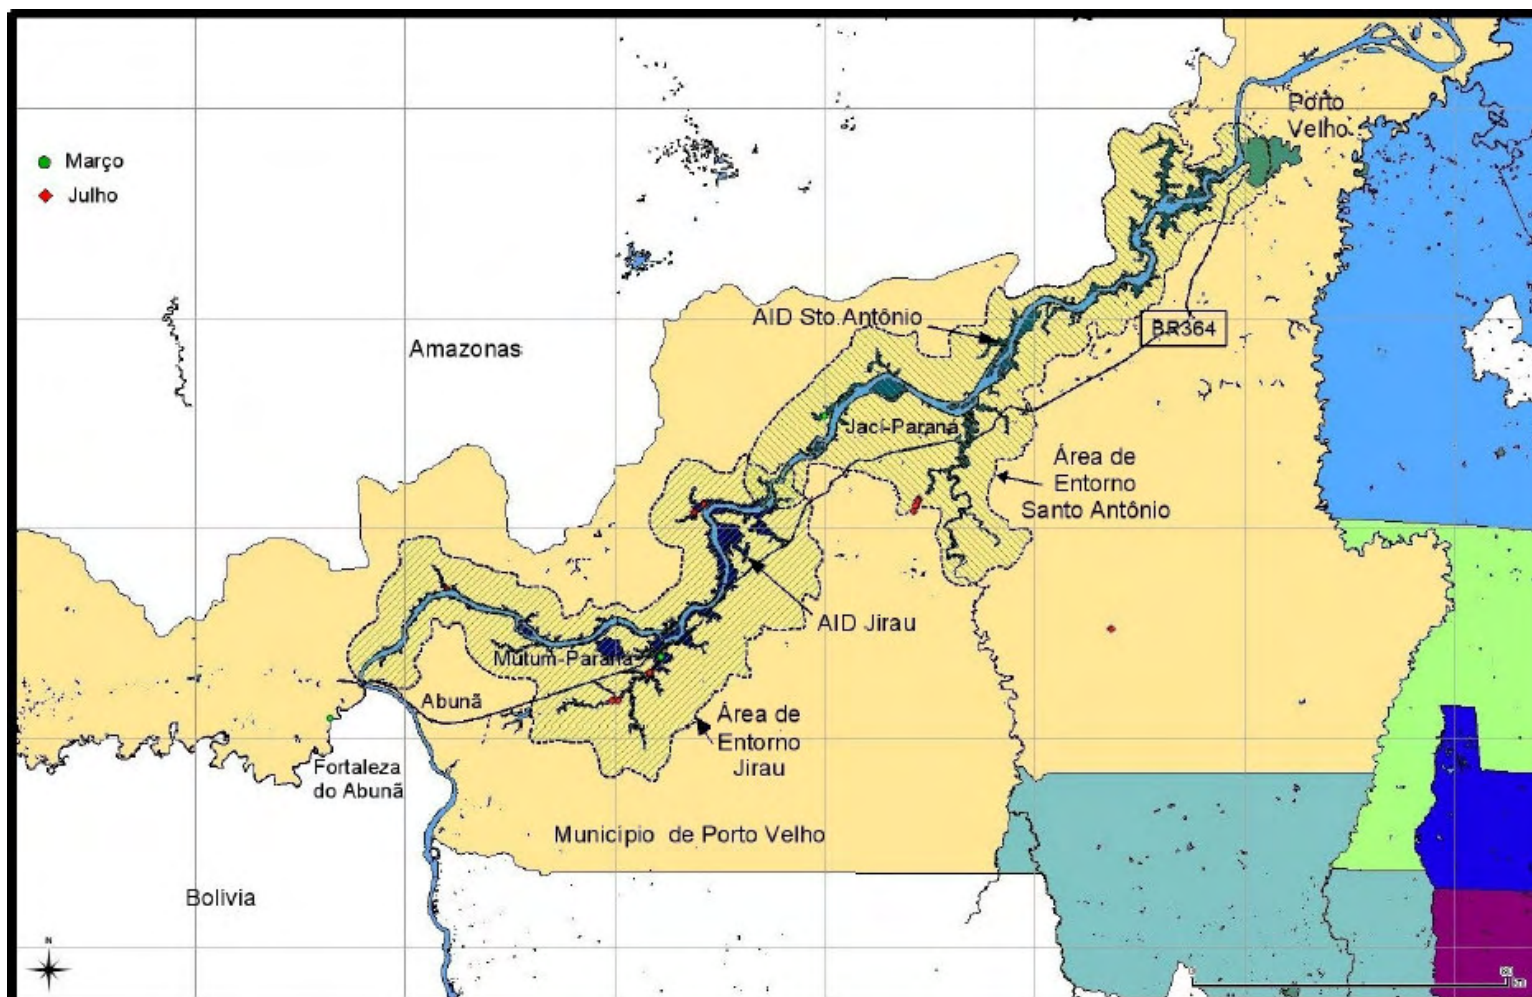 Porto
Velho
Março
Julho
AID Sto.Antônio
BR364
Amazonas
Jaci-Paraná
Área de
Entorno
Santo Antônio
AID Jirau
Mutum-Paraná
Abunã
Área de
Entorno
Jirau
Fortaleza
do Abunã
Município de Porto Velho
Bolivia
N
0